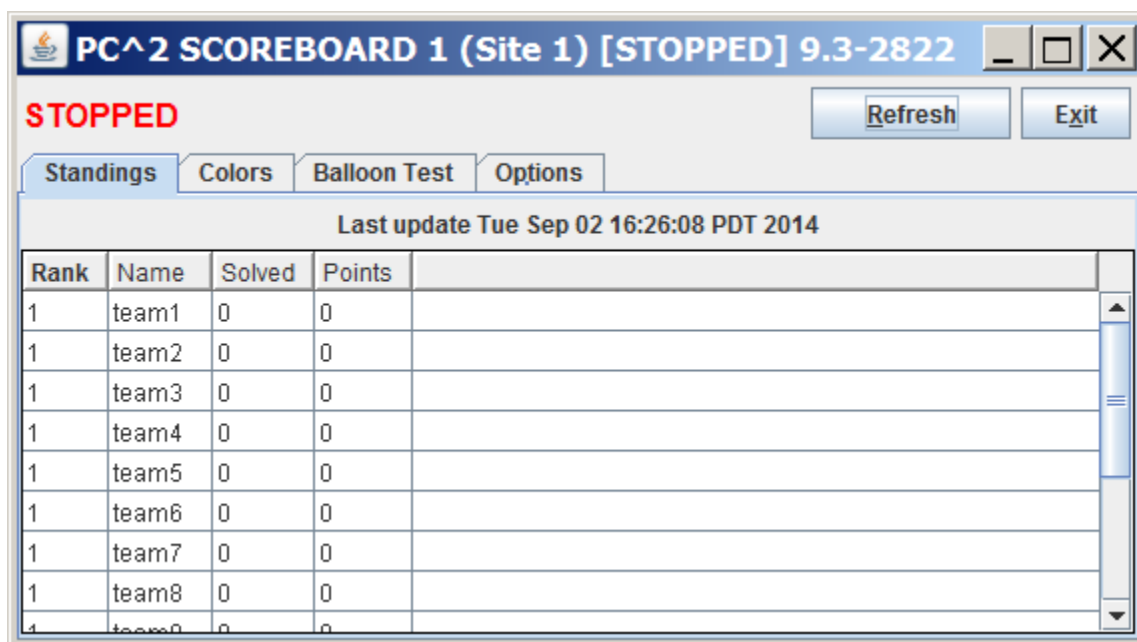 PC^2 SCOREBOARD 1 (Site 1) [STOPPED] 9.3-2822
STOPPED Refresh Exit
Standings Colors Balloon Test Options
Last update Tue Sep 02 16:26:08 PDT 2014
Rank Name Solved Points
1 team1 0 0
1 team2 0 0
1 team3 0 0
1 team4 0 0
1 team5 0 0
1 team6 0 0
1 team7 0 0
1 team8 0 0